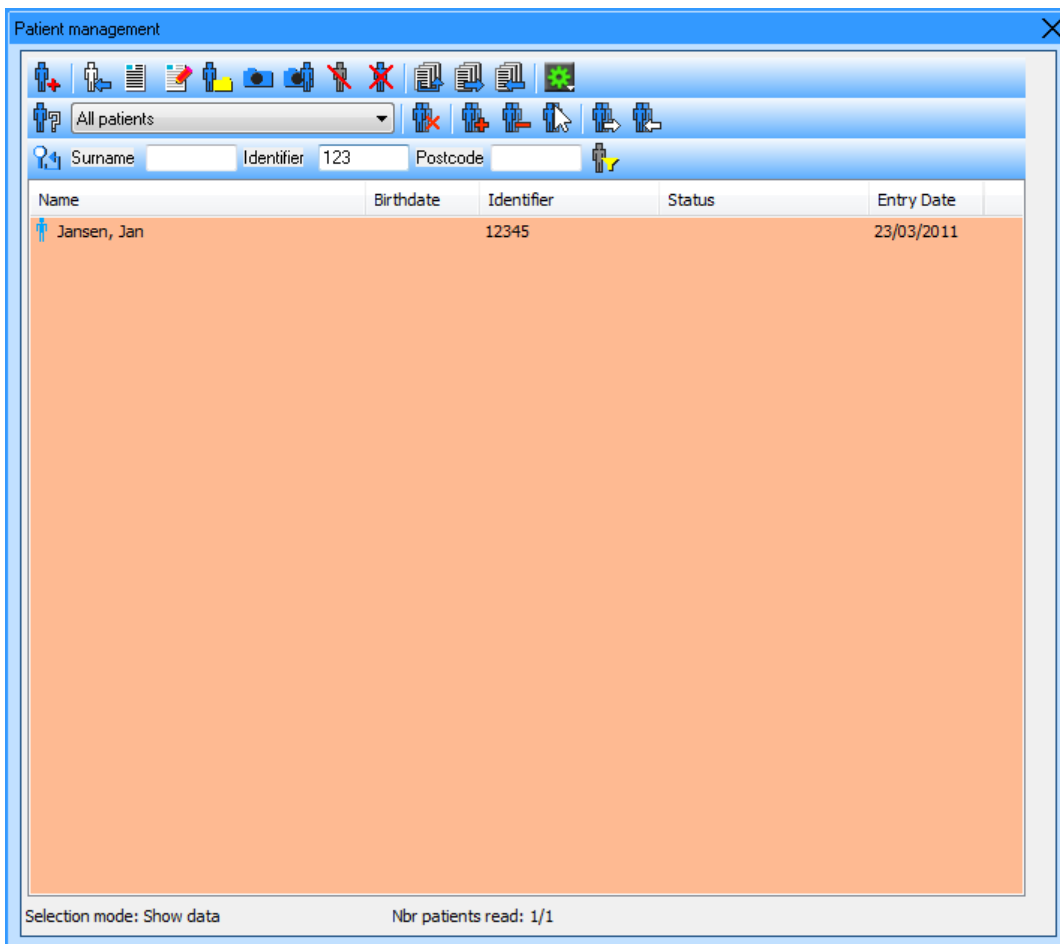 Patient management
All patients
Surname Identifier 123 Postcode
Name Birthdate Identifier Status Entry Date
Jansen, Jan 12345 23/03/2011
Selection mode: Show data Nbr patients read: 1/1